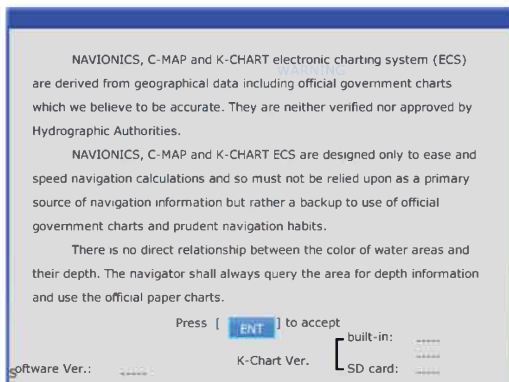 WARNING
NAVIONICS, C-MAP and K-CHART electronic charting system (ECS)
are derived from geographical data including official government charts
which we believe to be accurate. They are neither verified nor approved by
Hydrographic Authorities.
NAVIONICS, C-MAP and K-CHART ECS are designed only to ease and
speed navigation calculations and so must not be relied upon as a primary
source of navigation information but rather a backup to use of official
government charts and prudent navigation habits.
There is no direct relationship between the color of water areas and
their depth. The navigator shall always query the area for depth information
and use the official paper charts.
Press [ ENT ] to accept
built-in:
K-Chart Ver.
Software Ver.:
SD card: